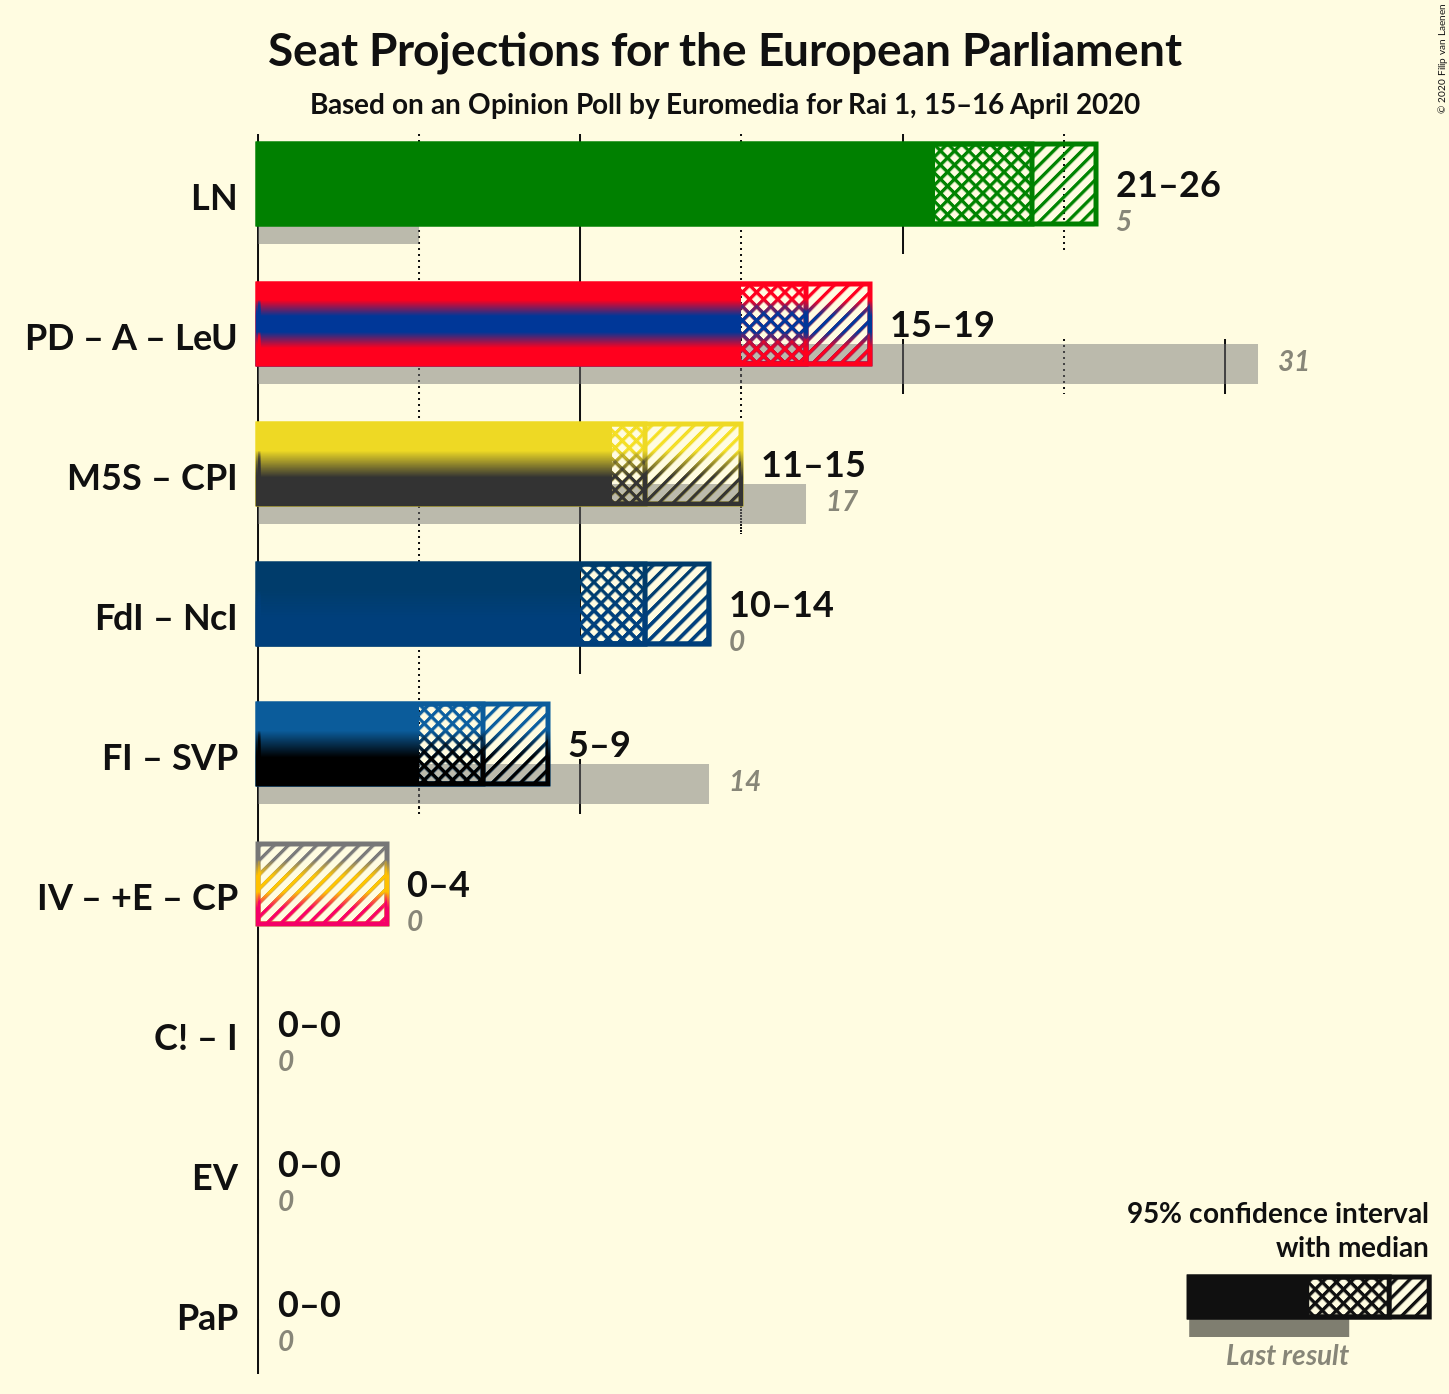 Seat Projections for the European Parliament
Based on an Opinion Poll by Euromedia for Rai 1, 15–16 April 2020
© 2020 Filip van Laenen
LN
21–26
5
PD – A – LeU
15–19
31
M5S – CPI
11–15
17
FdI – NcI
10–14
0
FI – SVP
5–9
14
IV – +E – CP
0–4
0
C! – I
0–0
0
EV
0–0
0
PaP
0–0
0
95% confidence interval
with median
Last result